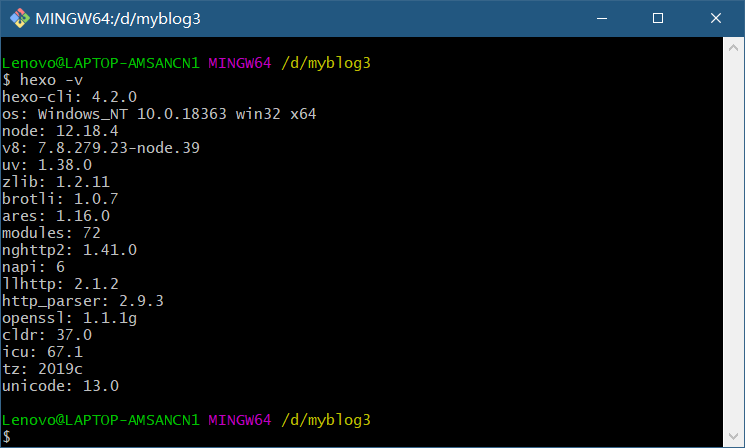 MINGW64:/d/myblog3
Lenovo@LAPTOP-AMSANCN1 MINGW64 /d/myblog3
$ hexo -v
hexo-cli: 4.2.0
os: Windows_NT 10.0.18363 win32 x64
node: 12.18.4
v8: 7.8.279.23-node.39
uv: 1.38.0
zlib: 1.2.11
brotli: 1.0.7
ares: 1.16.0
modules: 72
nghttp2: 1.41.0
napi: 6
llhttp: 2.1.2
http_parser: 2.9.3
openssl: 1.1.1g
cldr: 37.0
icu: 67.1
tz: 2019c
unicode: 13.0
Lenovo@LAPTOP-AMSANCN1 MINGW64 /d/myblog3
$